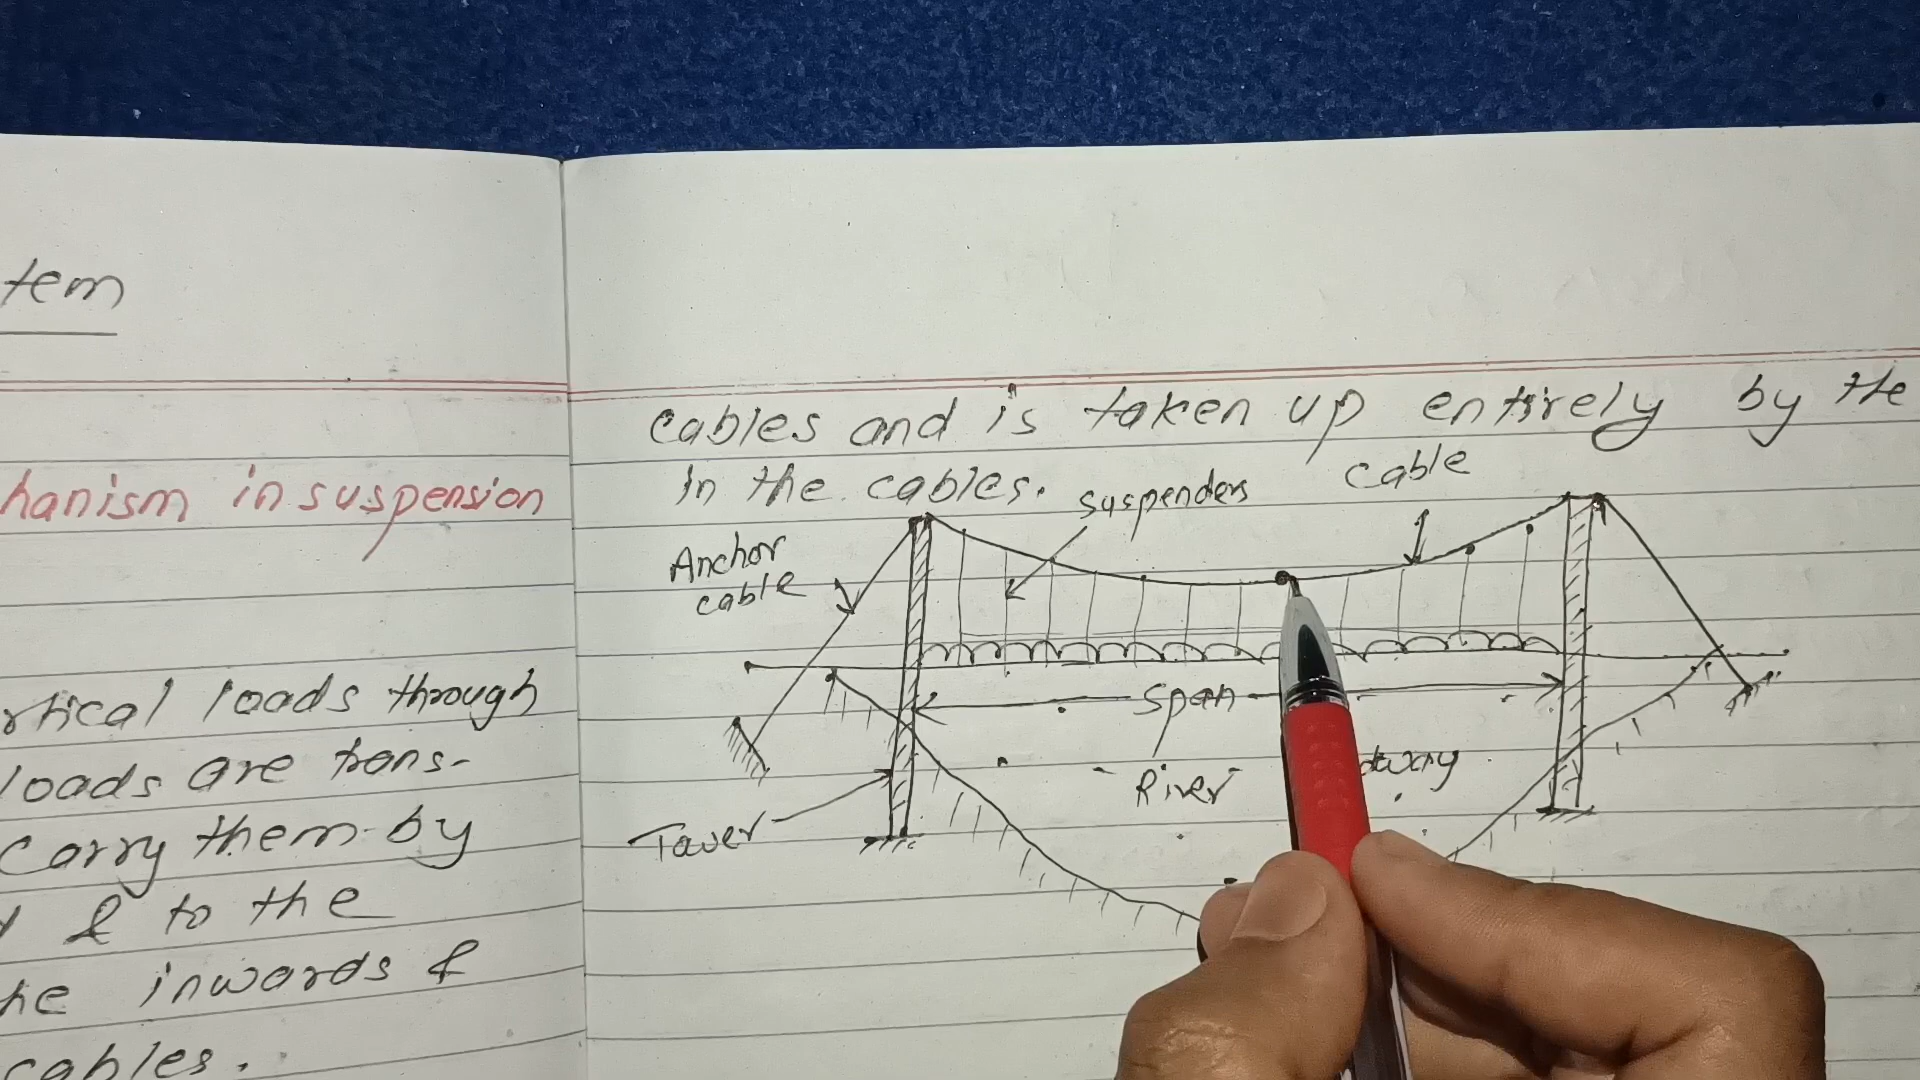 tem
hanism in suspension
rtical loads through
loads are trans-
carry them by
& to the
he inwards &
cables.
cables and is taken up entirely by the
in the cables.
suspenders
cable
Anchor
cable
Span
River
dway
Tower